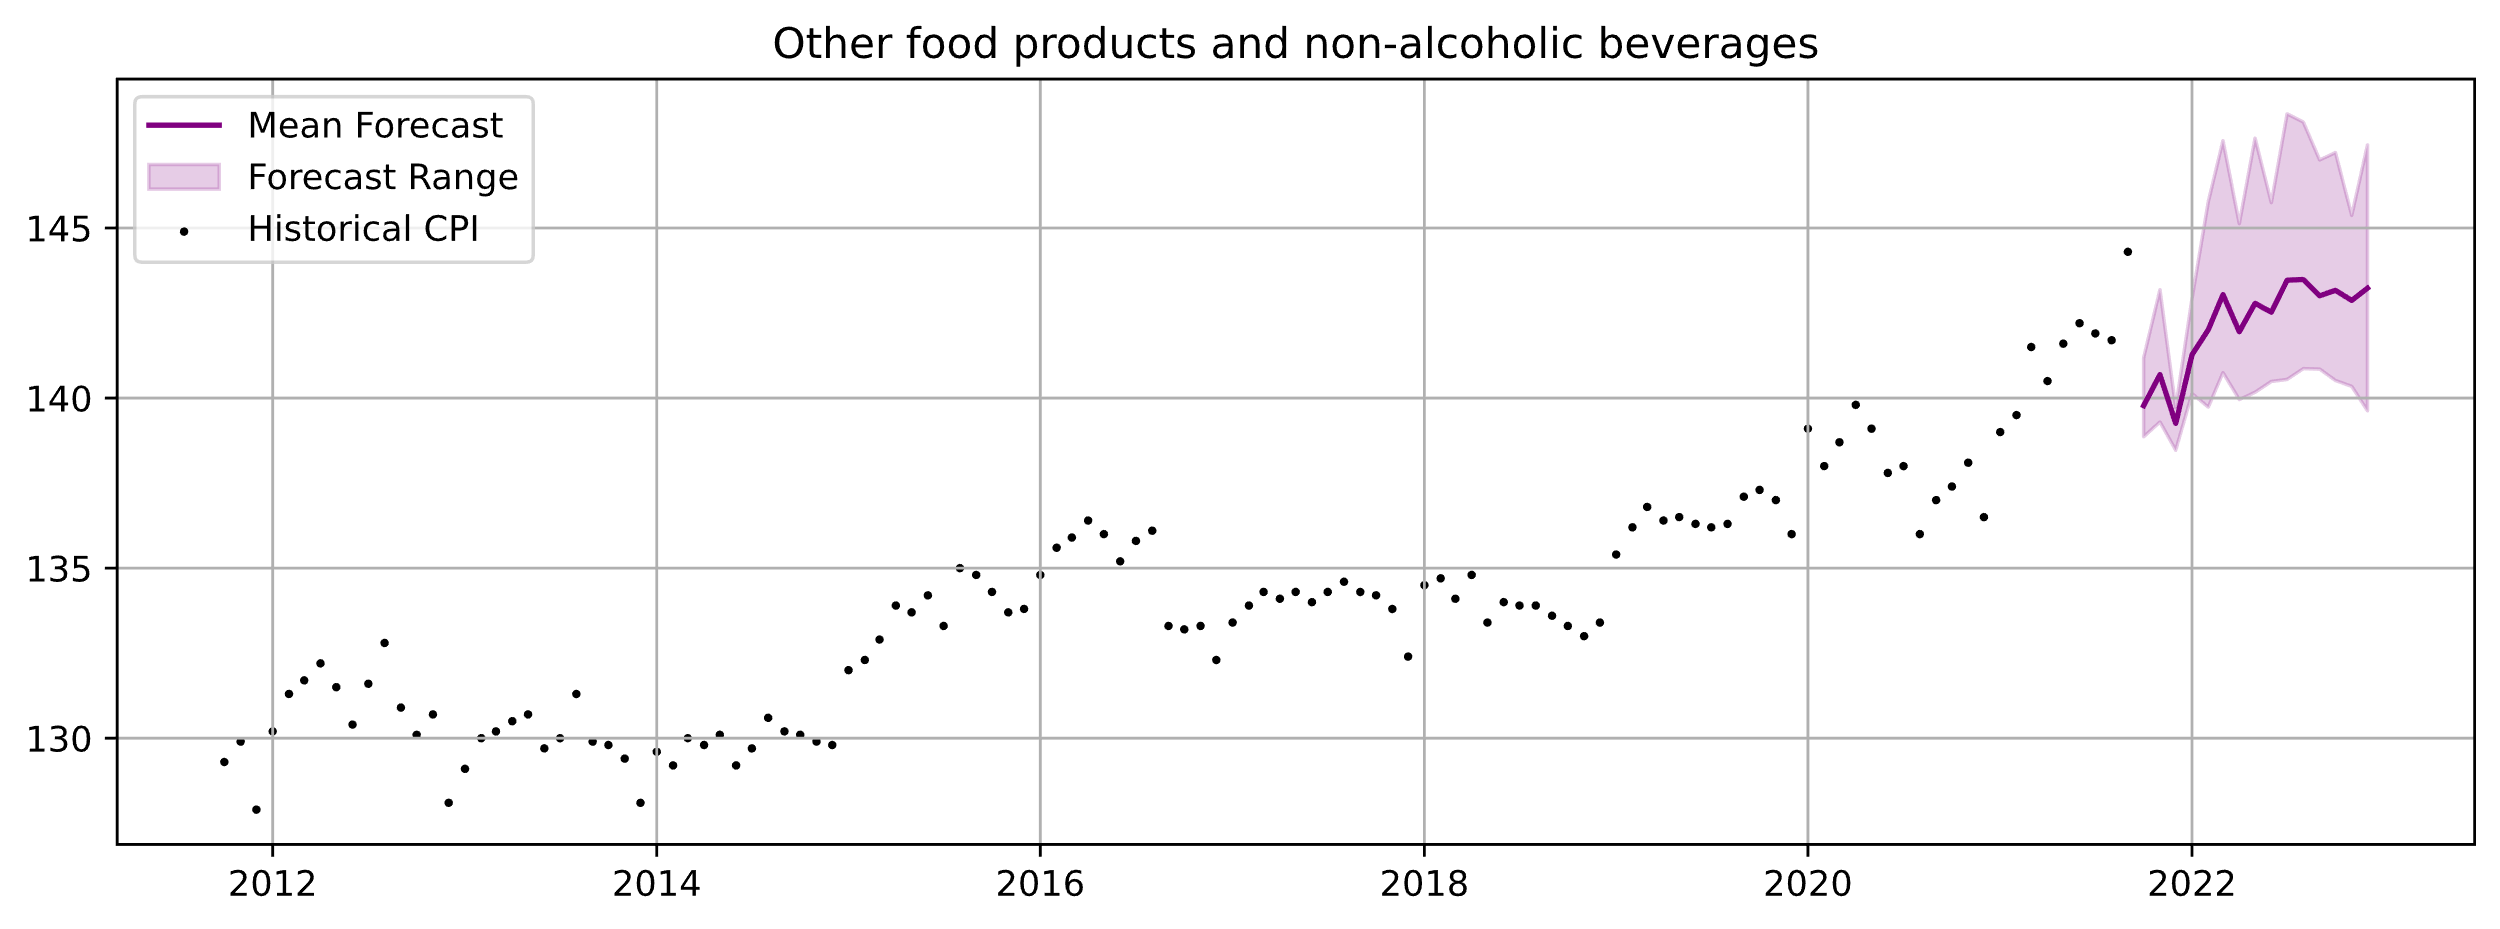 Other food products and non-alcoholic beverages
Mean Forecast
Forecast Range
Historical CPI
145
140
135
130
2012 2014 2016 2018 2020 2022